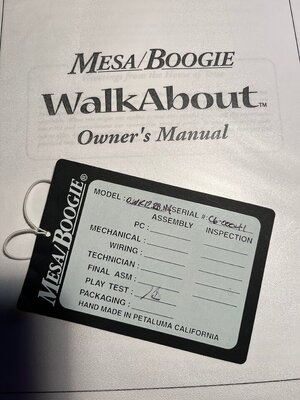 MESA/BOOGIE
WalkAbout™
Owner's Manual
MESA/BOOGIE®
MODEL: SERIAL #:
ASSEMBLY INSPECTION
PC:
MECHANICAL:
WIRING:
TECHNICIAN:
FINAL ASM:
PLAY TEST:
PACKAGING:
HAND MADE IN PETALUMA CALIFORNIA